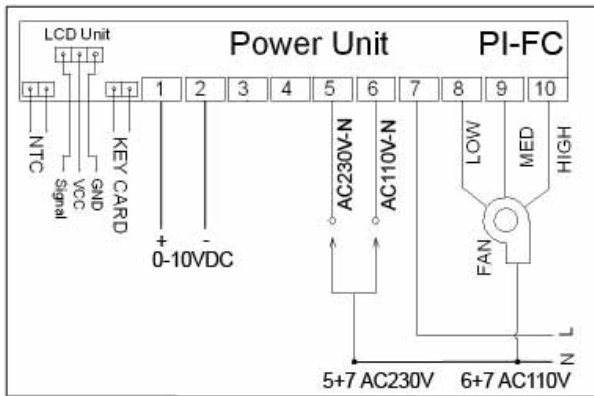 LCD Unit
Power Unit
PI-FC
1 2 3 4 5 6 7 8 9 10
NTC
Signal
VCC
GND
KEY CARD
+ -
0-10VDC
AC230V-N
AC110V-N
LOW
MED
HIGH
FAN
L
N
5+7 AC230V
6+7 AC110V